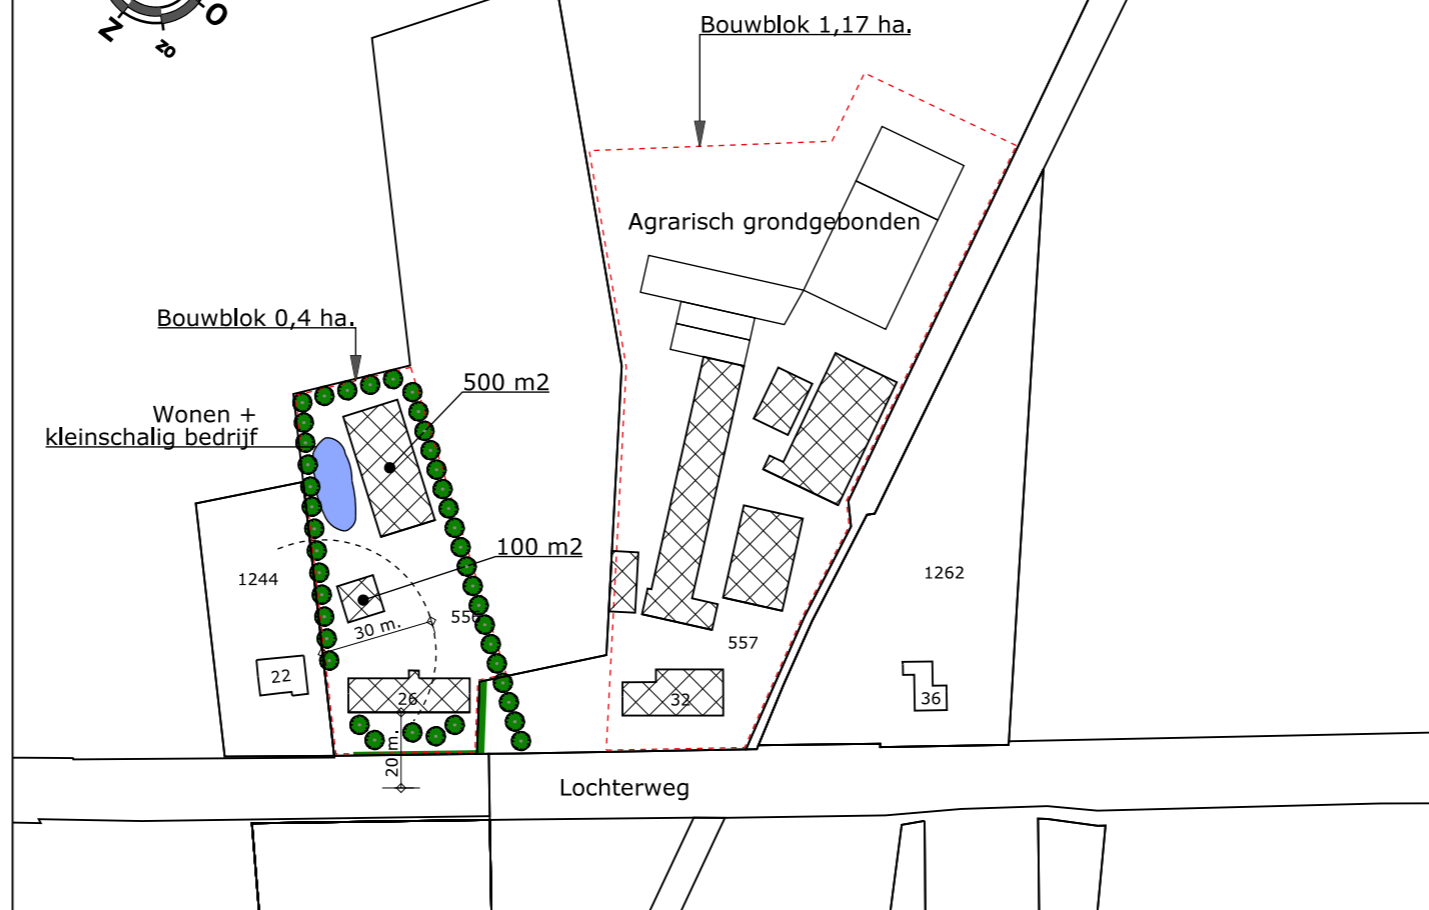 O
Z
ZO
Bouwblok 1,17 ha.
Agrarisch grondgebonden
Bouwblok 0,4 ha.
500 m2
Wonen +
kleinschalig bedrijf
100 m2
1244
556
30 m.
1262
557
22
26
32
36
20 m.
Lochterweg